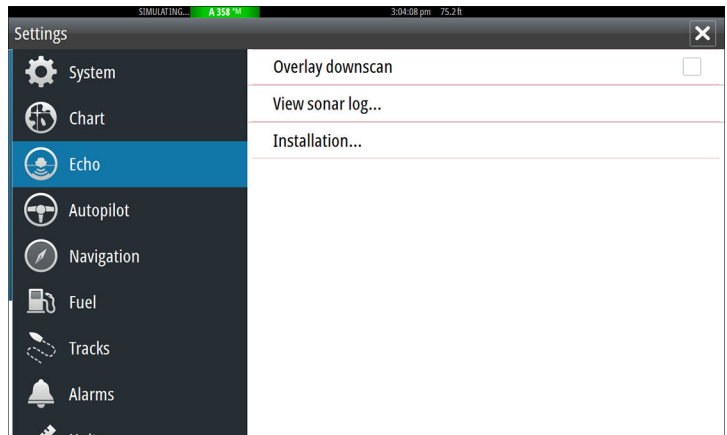 SIMULATING... A 358 °M 3:04:08 pm 75.2 ft
Settings
System
Chart
Echo
Autopilot
Navigation
Fuel
Tracks
Alarms
Overlay downscan
View sonar log...
Installation...